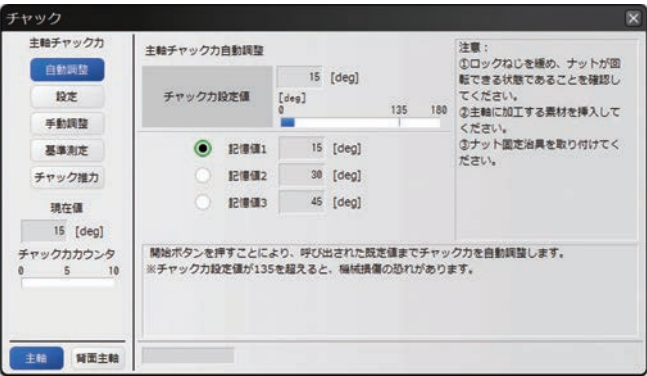 チャック
主軸チャック力
自動調整
設定
手動調整
基準測定
チャック推力
現在値
15 [deg]
チャック力カウンタ
0 5 10
主軸 背面主軸
主軸チャック力自動調整
チャック力設定値
15 [deg]
[deg]
0 135 180
記憶値1 15 [deg]
記憶値2 30 [deg]
記憶値3 45 [deg]
注意：
①ロックねじを緩め、ナットが回
転できる状態であることを確認し
てください。
②主軸に加工する素材を挿入して
ください。
③ナット固定治具を取り付けてく
ださい。
開始ボタンを押すことにより、呼び出された既定値までチャック力を自動調整します。
※チャック力設定値が135を超えると、機械損傷の恐れがあります。